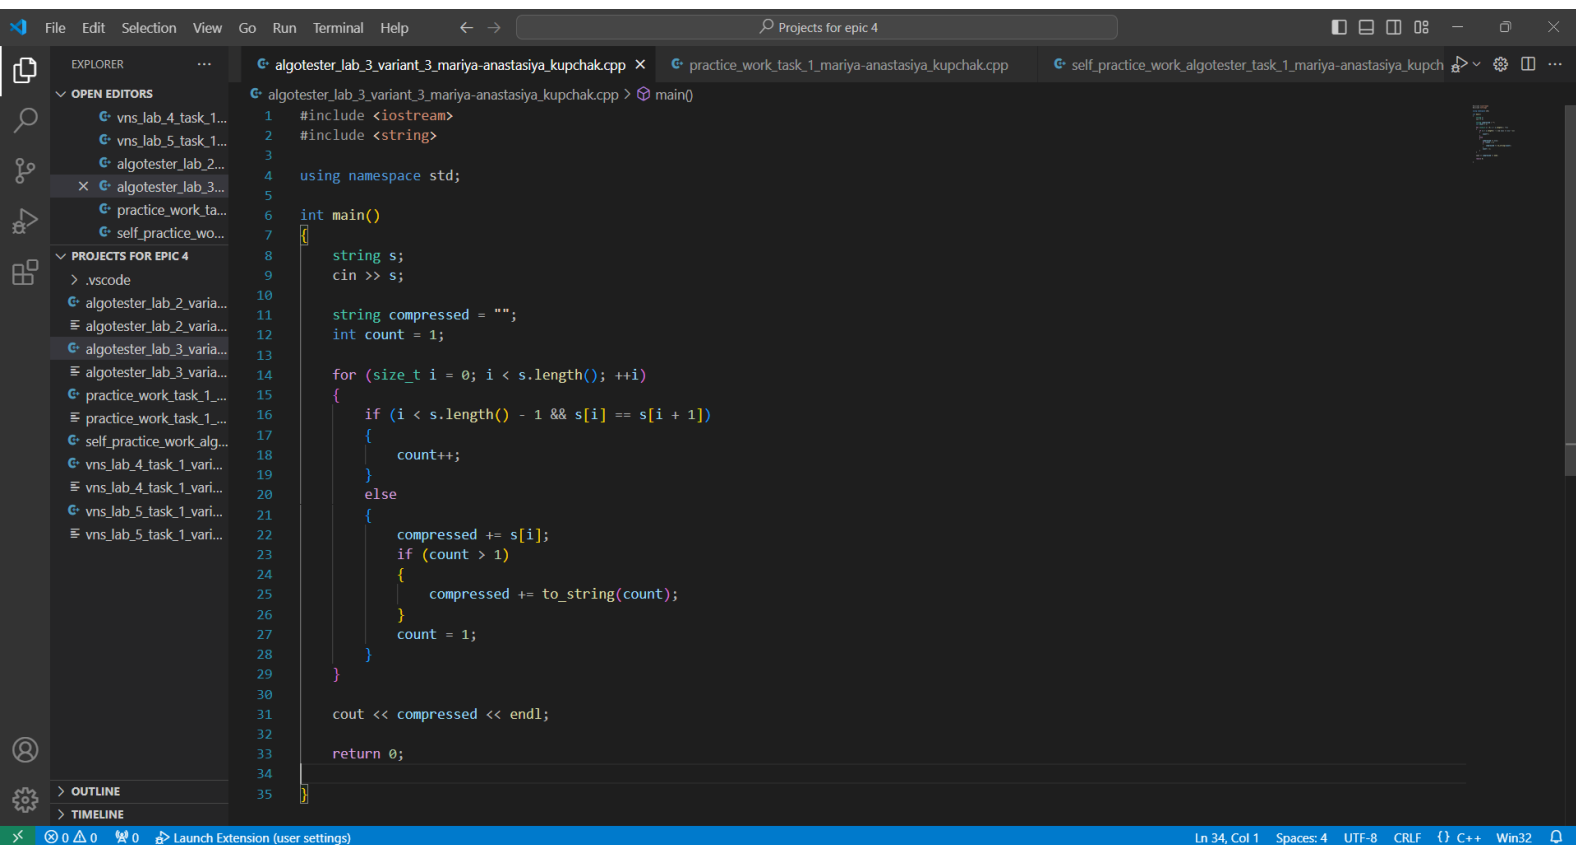 File Edit Selection View Go Run Terminal Help
Projects for epic 4
EXPLORER
OPEN EDITORS
vns_lab_4_task_1...
vns_lab_5_task_1...
algotester_lab_2...
algotester_lab_3...
practice_work_ta...
self_practice_wo...
PROJECTS FOR EPIC 4
.vscode
algotester_lab_2_varia...
algotester_lab_2_varia...
algotester_lab_3_varia...
algotester_lab_3_varia...
practice_work_task_1_...
practice_work_task_1_...
self_practice_work_alg...
vns_lab_4_task_1_vari...
vns_lab_4_task_1_vari...
vns_lab_5_task_1_vari...
vns_lab_5_task_1_vari...
OUTLINE
TIMELINE
algotester_lab_3_variant_3_mariya-anastasiya_kupchak.cpp practice_work_task_1_mariya-anastasiya_kupchak.cpp self_practice_work_algotester_task_1_mariya-anastasiya_kupch
algotester_lab_3_variant_3_mariya-anastasiya_kupchak.cpp > main()
1 #include <iostream>
2 #include <string>
3
4 using namespace std;
5
6 int main()
7 {
8 string s;
9 cin >> s;
10
11 string compressed = "";
12 int count = 1;
13
14 for (size_t i = 0; i < s.length(); ++i)
15 {
16 if (i < s.length() - 1 && s[i] == s[i + 1])
17 {
18 count++;
19 }
20 else
21 {
22 compressed += s[i];
23 if (count > 1)
24 {
25 compressed += to_string(count);
26 }
27 count = 1;
28 }
29 }
30
31 cout << compressed << endl;
32
33 return 0;
34
35 }
0 0 0 Launch Extension (user settings) Ln 34, Col 1 Spaces: 4 UTF-8 CRLF {} C++ Win32